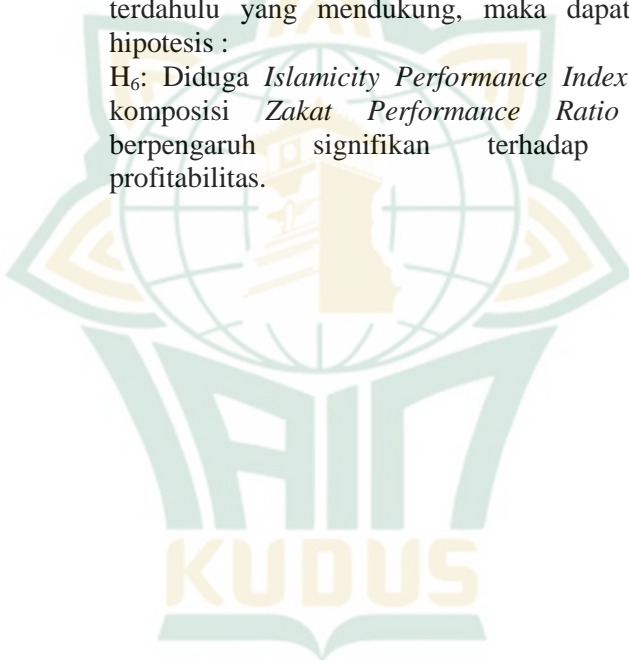 terdahulu yang mendukung, maka dapat
hipotesis :
H₆: Diduga Islamicity Performance Index
komposisi Zakat Performance Ratio
berpengaruh signifikan terhadap
profitabilitas.
IAIN
KUDUS